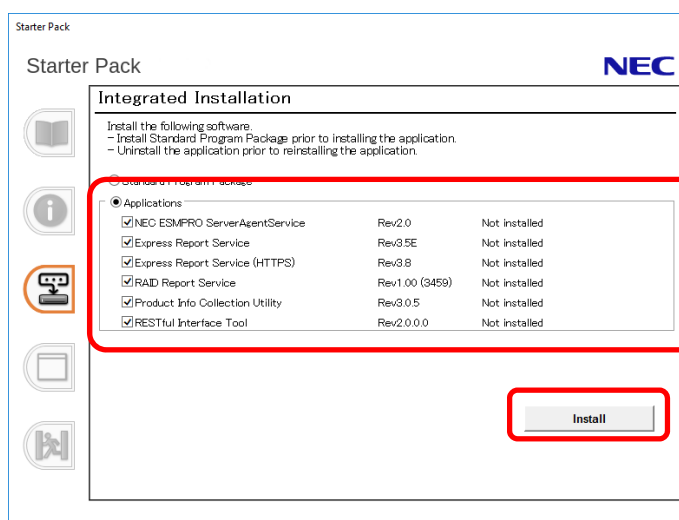 Starter Pack
Starter Pack
NEC
Integrated Installation
Install the following software.
- Install Standard Program Package prior to installing the application.
- Uninstall the application prior to reinstalling the application.
Standard Program Package
Applications
NEC ESMPRO ServerAgentService Rev2.0 Not installed
Express Report Service Rev3.5E Not installed
Express Report Service (HTTPS) Rev3.8 Not installed
RAID Report Service Rev1.00 (3459) Not installed
Product Info Collection Utility Rev3.0.5 Not installed
RESTful Interface Tool Rev2.0.0.0 Not installed
Install